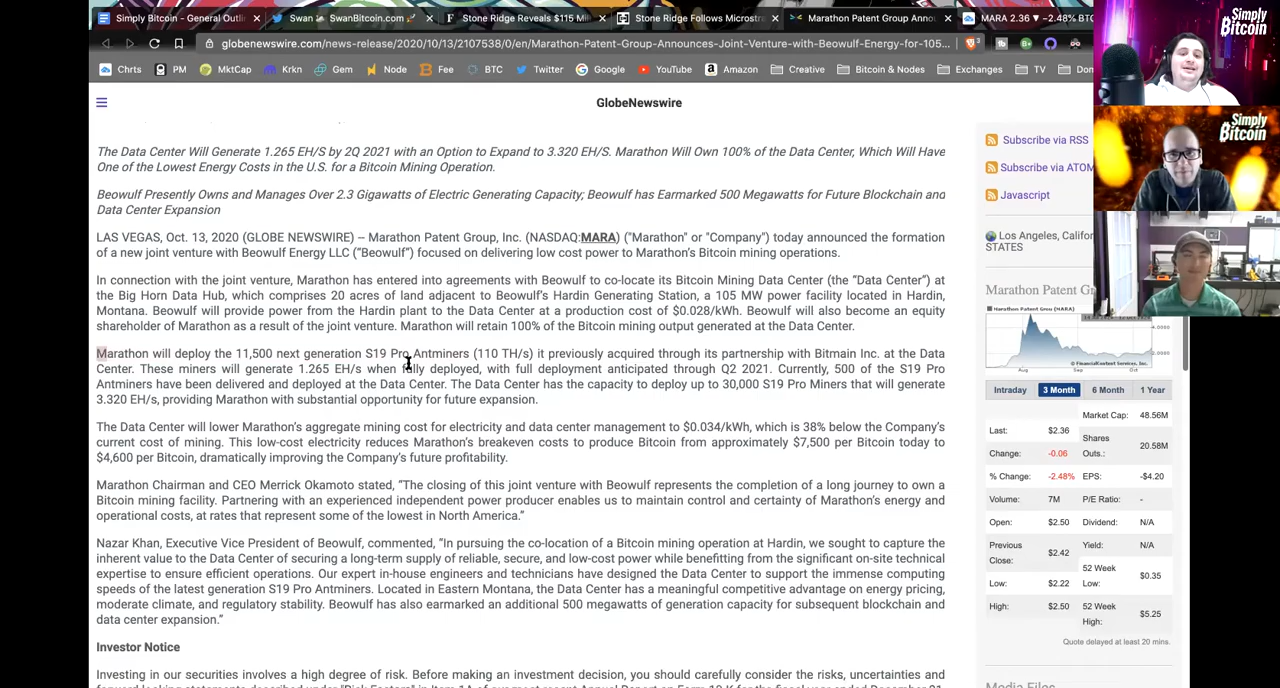 Simply Bitcoin - General Outli
Swan SwanBitcoin.com
Stone Ridge Reveals $115 Mi
Stone Ridge Follows Microstra
Marathon Patent Group Annou
MARA 2.36 ▼ −2.48% BTC
globenewswire.com/news-release/2020/10/13/2107538/0/en/Marathon-Patent-Group-Announces-Joint-Venture-with-Beowulf-Energy-for-105...
Chrts PM MktCap Krkn Gem Node Fee BTC Twitter Google YouTube Amazon Creative Bitcoin & Nodes Exchanges TV Don
Simply
Bitcoin
GlobeNewswire
The Data Center Will Generate 1.265 EH/S by 2Q 2021 with an Option to Expand to 3.320 EH/S. Marathon Will Own 100% of the Data Center, Which Will Have
One of the Lowest Energy Costs in the U.S. for a Bitcoin Mining Operation.
Beowulf Presently Owns and Manages Over 2.3 Gigawatts of Electric Generating Capacity; Beowulf has Earmarked 500 Megawatts for Future Blockchain and
Data Center Expansion
LAS VEGAS, Oct. 13, 2020 (GLOBE NEWSWIRE) -- Marathon Patent Group, Inc. (NASDAQ:MARA) ("Marathon" or "Company") today announced the formation
of a new joint venture with Beowulf Energy LLC ("Beowulf") focused on delivering low cost power to Marathon's Bitcoin mining operations.
In connection with the joint venture, Marathon has entered into agreements with Beowulf to co-locate its Bitcoin Mining Data Center (the "Data Center") at
the Big Horn Data Hub, which comprises 20 acres of land adjacent to Beowulf's Hardin Generating Station, a 105 MW power facility located in Hardin,
Montana. Beowulf will provide power from the Hardin plant to the Data Center at a production cost of $0.028/kWh. Beowulf will also become an equity
shareholder of Marathon as a result of the joint venture. Marathon will retain 100% of the Bitcoin mining output generated at the Data Center.
Marathon will deploy the 11,500 next generation S19 Pro Antminers (110 TH/s) it previously acquired through its partnership with Bitmain Inc. at the Data
Center. These miners will generate 1.265 EH/s when full deployed, with full deployment anticipated through Q2 2021. Currently, 500 of the S19 Pro
Antminers have been delivered and deployed at the Data Center. The Data Center has the capacity to deploy up to 30,000 S19 Pro Miners that will generate
3.320 EH/s, providing Marathon with substantial oportunity for future expansion.
The Data Center will lower Marathon's aggregate mining cost for electricity and data center management to $0.034/kWh, which is 38% below the Company's
current cost of mining. This low-cost electricity reduces Marathon's breakeven costs to produce Bitcoin from approximately $7,500 per Bitcoin today to
$4,600 per Bitcoin, dramatically improving the Company's future profitability.
Marathon Chairman and CEO Merrick Okamoto stated, "The closing of this joint venture with Beowulf represents the completion of a long journey to own a
Bitcoin mining facility. Partnering with an experienced independent power producer enables us to maintain control and certainty of Marathon's energy and
operational costs, at rates that represent some of the lowest in North America."
Nazar Khan, Executive Vice President of Beowulf, commented, "In pursuing the co-location of a Bitcoin mining operation at Hardin, we sought to capture the
inherent value to the Data Center of securing a long-term supply of reliable, secure, and low-cost power while benefitting from the significant on-site technical
expertise to ensure efficient operations. Our expert in-house engineers and technicians have designed the Data Center to support the immense computing
speeds of the latest generation S19 Pro Antminers. Located in Eastern Montana, the Data Center has a meaningful competitive advantage on energy pricing,
moderate climate, and regulatory stability. Beowulf has also earmarked an additional 500 megawatts of generation capacity for subsequent blockchain and
data center expansion."
Investor Notice
Investing in our securities involves a high degree of risk. Before making an investment decision, you should carefully consider the risks, uncertainties and
Subscribe via RSS
Subscribe via ATOM
Javascript
Simply
Bitcoin
Los Angeles, Califor
STATES
Marathon Patent Gr
Marathon Patent Grou (MARA)
4.0000
2.0000
© FinancialContent Services, Inc.
Aug Sep Oct
Intraday 3 Month 6 Month 1 Year
Last: $2.36
Change: -0.06
% Change: -2.48%
Volume: 7M
Open: $2.50
Previous Close: $2.42
Low: $2.22
High: $2.50
Market Cap: 48.56M
Shares Outs.: 20.58M
EPS: -$4.20
P/E Ratio: -
Dividend: N/A
Yield: N/A
52 Week Low: $0.35
52 Week High: $5.25
Quote delayed at least 20 mins.
Media Files